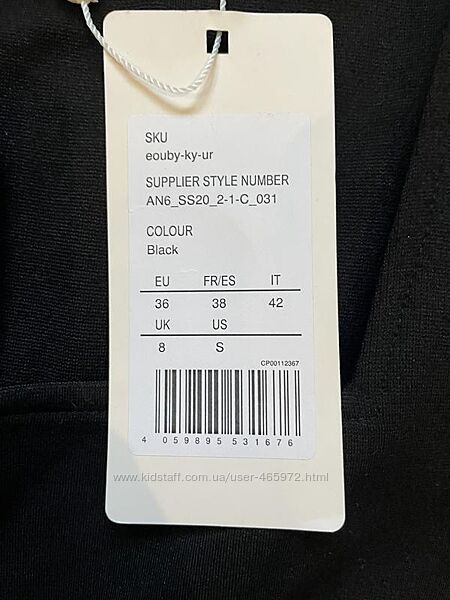 SKU
eouby-ky-ur
SUPPLIER STYLE NUMBER
AN6_SS20_2-1-C_031
COLOUR
Black
EU FR/ES IT
36 38 42
UK US
8 S
CP00112367
4 059895 531676
www.kidstaff.com.ua/user-465972.html